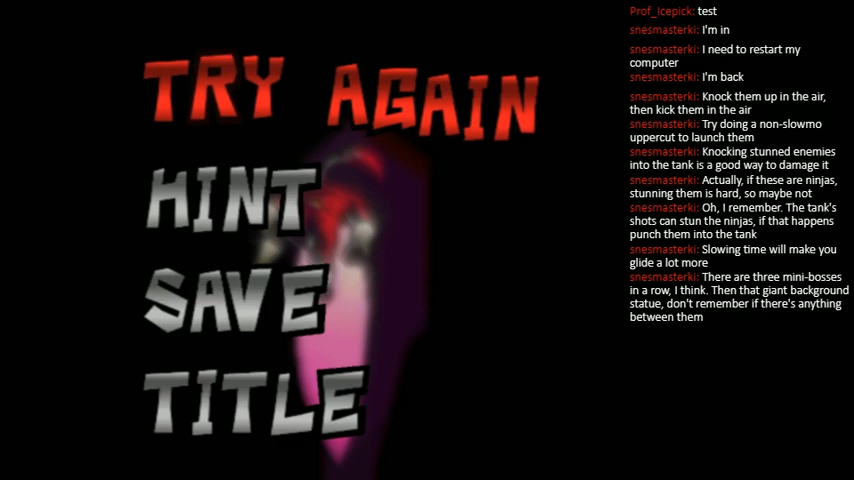 TRY AGAIN
HINT
SAVE
TITLE
Prof_Icepick: test
snesmasterki: I'm in
snesmasterki: I need to restart my
computer
snesmasterki: I'm back
snesmasterki: Knock them up in the air,
then kick them in the air
snesmasterki: Try doing a non-slowmo
uppercut to launch them
snesmasterki: Knocking stunned enemies
into the tank is a good way to damage it
snesmasterki: Actually, if these are ninjas,
stunning them is hard, so maybe not
snesmasterki: Oh, I remember. The tank's
shots can stun the ninjas, if that happens
punch them into the tank
snesmasterki: Slowing time will make you
glide a lot more
snesmasterki: There are three mini-bosses
in a row, I think. Then that giant background
statue, don't remember if there's anything
between them